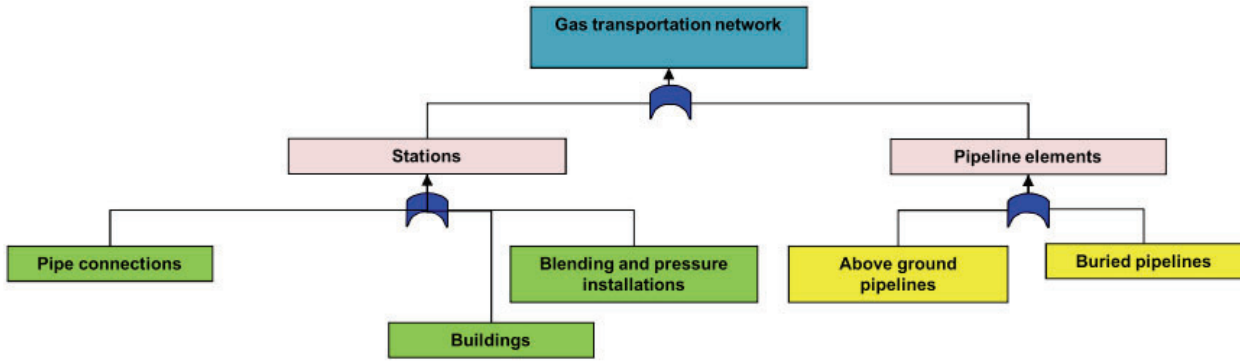 Gas transportation network
Stations
Pipeline elements
Pipe connections
Blending and pressure
installations
Above ground
pipelines
Buried pipelines
Buildings